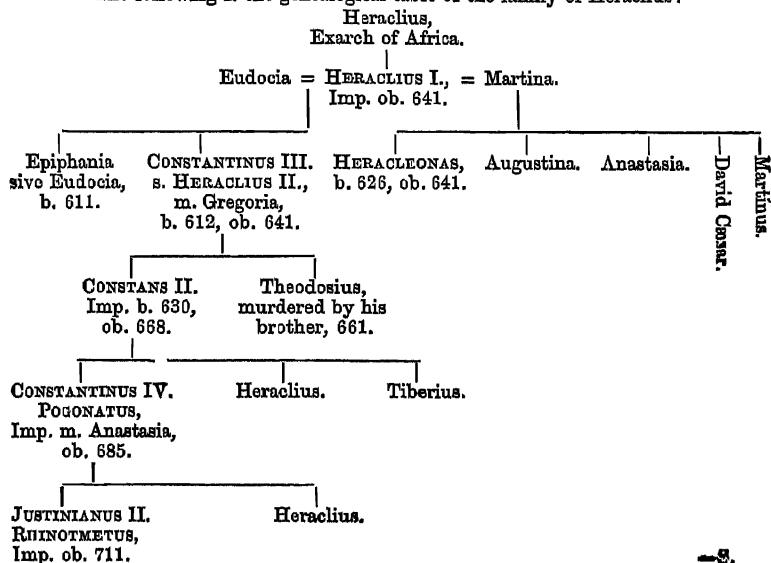 Heraclius,
Exarch of Africa.
Eudocia = HERACLIUS I., = Martina.
Imp. ob. 641.
Epiphania
sive Eudocia,
b. 611.
CONSTANTINUS III.
s. HERACLIUS II.,
m. Gregoria,
b. 612, ob. 641.
HERACLEONAS,
b. 626, ob. 641.
Augustina.
Anastasia.
David Cæsar.
Martinus.
CONSTANS II.
Imp. b. 630,
ob. 668.
Theodosius,
murdered by his
brother, 661.
CONSTANTINUS IV.
POGONATUS,
Imp. m. Anastasia,
ob. 685.
Heraclius.
Tiberius.
JUSTINIANUS II.
RHINOTMETUS,
Imp. ob. 711.
Heraclius.